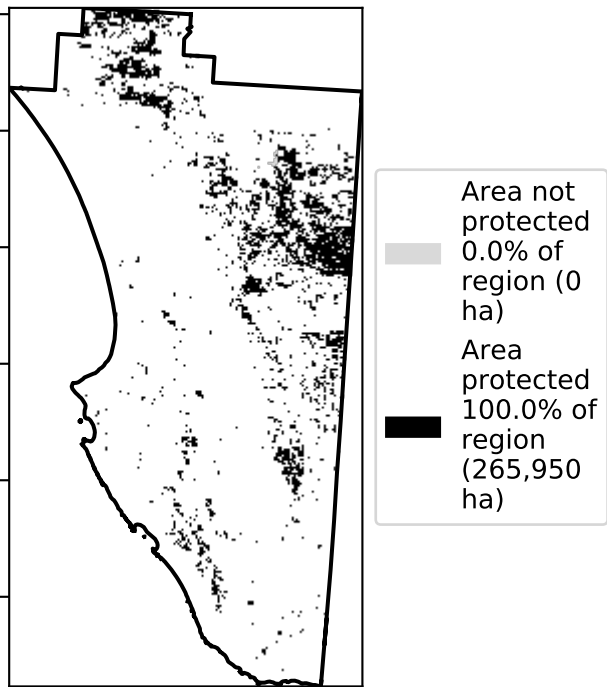 Area not
protected
0.0% of
region (0
ha)
Area
protected
100.0% of
region
(265,950
ha)